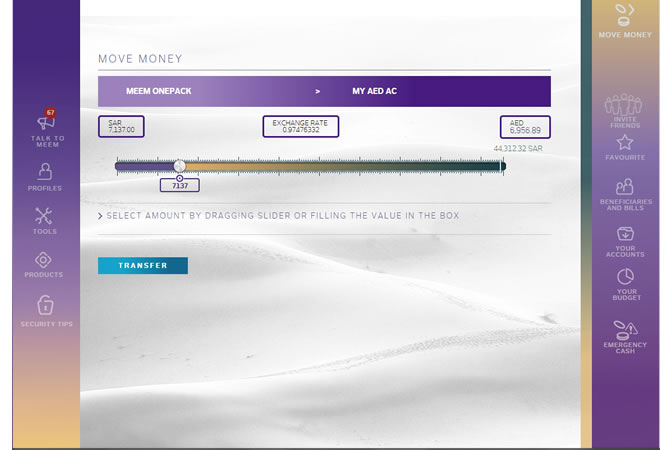 MOVE MONEY
MEEM ONEPACK > MY AED AC
SAR
7,137.00
EXCHANGE RATE
0.97476332
AED
6,956.89
44,312.32 SAR
7137
SELECT AMOUNT BY DRAGGING SLIDER OR FILLING THE VALUE IN THE BOX
TRANSFER
67
TALK TO
MEEM
PROFILES
TOOLS
PRODUCTS
SECURITY TIPS
MOVE MONEY
INVITE
FRIENDS
FAVOURITE
BENEFICIARIES
AND BILLS
YOUR
ACCOUNTS
YOUR
BUDGET
EMERGENCY
CASH